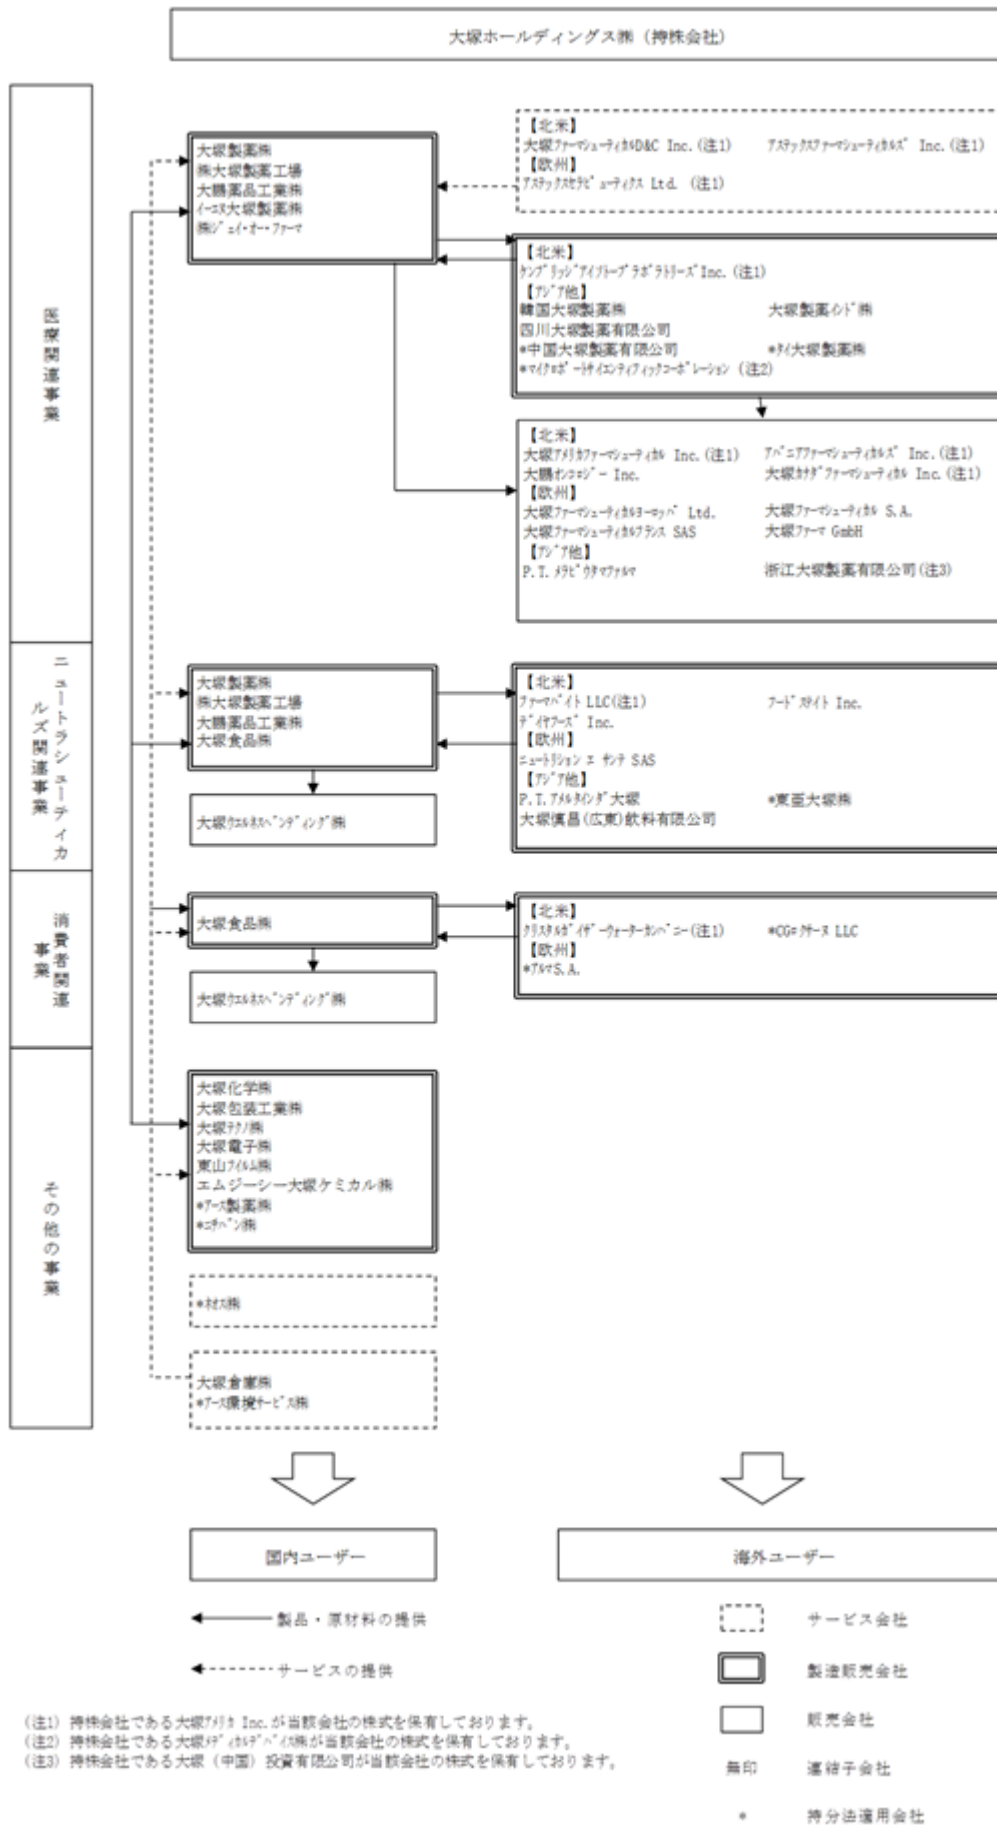 大塚ホールディングス㈱（持株会社）
医療関連事業
大塚製薬㈱
㈱大塚製薬工場
大鵬薬品工業㈱
ｲｰｴﾇ大塚製薬㈱
㈱ｼﾞｪｲ･ｵｰ･ﾌｧｰﾏ
【北米】
大塚ﾌｧｰﾏｼｭｰﾃｨｶﾙD&C Inc.(注1) ｱｽﾃｯｸｽﾌｧｰﾏｼｭｰﾃｨｶﾙｽﾞ Inc.(注1)
【欧州】
ｱｽﾃｯｸｽｾﾗﾋﾟｭｰﾃｨｸｽ Ltd. (注1)
【北米】
ｹﾝﾌﾞﾘｯｼﾞｱｲｿﾄｰﾌﾟﾗﾎﾞﾗﾄﾘｰｽﾞInc.(注1)
【ｱｼﾞｱ他】
韓国大塚製薬㈱ 大塚製薬ｲﾝﾄﾞ㈱
四川大塚製薬有限公司
*中国大塚製薬有限公司 *ﾀｲ大塚製薬㈱
*ﾏｲｸﾛﾎﾟｰﾄｻｲｴﾝﾃｨﾌｨｯｸｺｰﾎﾟﾚｰｼｮﾝ (注2)
【北米】
大塚ｱﾒﾘｶﾌｧｰﾏｼｭｰﾃｨｶﾙ Inc.(注1) ｱﾊﾞﾆｱﾌｧｰﾏｼｭｰﾃｨｶﾙｽﾞ Inc.(注1)
大鵬ｵﾝｺﾛｼﾞｰ Inc. 大塚ｶﾅﾀﾞﾌｧｰﾏｼｭｰﾃｨｶﾙ Inc.(注1)
【欧州】
大塚ﾌｧｰﾏｼｭｰﾃｨｶﾙﾖｰﾛｯﾊﾟ Ltd. 大塚ﾌｧｰﾏｼｭｰﾃｨｶﾙ S.A.
大塚ﾌｧｰﾏｼｭｰﾃｨｶﾙﾌﾗﾝｽ SAS 大塚ﾌｧｰﾏ GmbH
【ｱｼﾞｱ他】
P.T.ﾒﾗﾋﾟｳﾀﾏﾌｧﾙﾏ 浙江大塚製薬有限公司(注3)
ニュートラシューティカルズ関連事業
大塚製薬㈱
㈱大塚製薬工場
大鵬薬品工業㈱
大塚食品㈱
大塚ｳｴﾙﾈｽﾍﾞﾝﾃﾞｨﾝｸﾞ㈱
【北米】
ﾌｧｰﾏﾊﾞｲﾄ LLC(注1) ﾌｰﾄﾞｽﾃｲﾄ Inc.
ﾃﾞｲﾔﾌｰｽﾞ Inc.
【欧州】
ﾆｭｰﾄﾘｼｮﾝ ｴ ｻﾝﾃ SAS
【ｱｼﾞｱ他】
P.T.ｱﾒﾙﾀｲﾝﾀﾞ大塚 *東亜大塚㈱
大塚慎昌(広東)飲料有限公司
消費者関連事業
大塚食品㈱
大塚ｳｴﾙﾈｽﾍﾞﾝﾃﾞｨﾝｸﾞ㈱
【北米】
ｸﾘｽﾀﾙｶﾞｲｻﾞｰｳｫｰﾀｰｶﾝﾊﾟﾆｰ(注1) *CGﾛｸｻｰﾇ LLC
【欧州】
*ｱﾙﾏS.A.
その他の事業
大塚化学㈱
大塚包装工業㈱
大塚ﾃｸﾉ㈱
大塚電子㈱
東山ﾌｲﾙﾑ㈱
エムジーシー大塚ケミカル㈱
*ｱｰｽ製薬㈱
*ﾆﾁﾊﾞﾝ㈱
*ﾈｵｽ㈱
大塚倉庫㈱
*ｱｰｽ環境ｻｰﾋﾞｽ㈱
国内ユーザー
海外ユーザー
製品・原材料の提供
サービスの提供
サービス会社
製造販売会社
販売会社
無印 連結子会社
* 持分法適用会社
(注1) 持株会社である大塚ｱﾒﾘｶ Inc.が当該会社の株式を保有しております。
(注2) 持株会社である大塚ﾒﾃﾞｨｶﾙﾃﾞﾊﾞｲｽ㈱が当該会社の株式を保有しております。
(注3) 持株会社である大塚（中国）投資有限公司が当該会社の株式を保有しております。